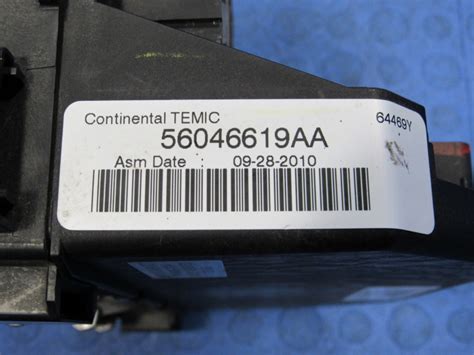 Continental TEMIC 64469Y
56046619AA
Asm Date : 09-28-2010